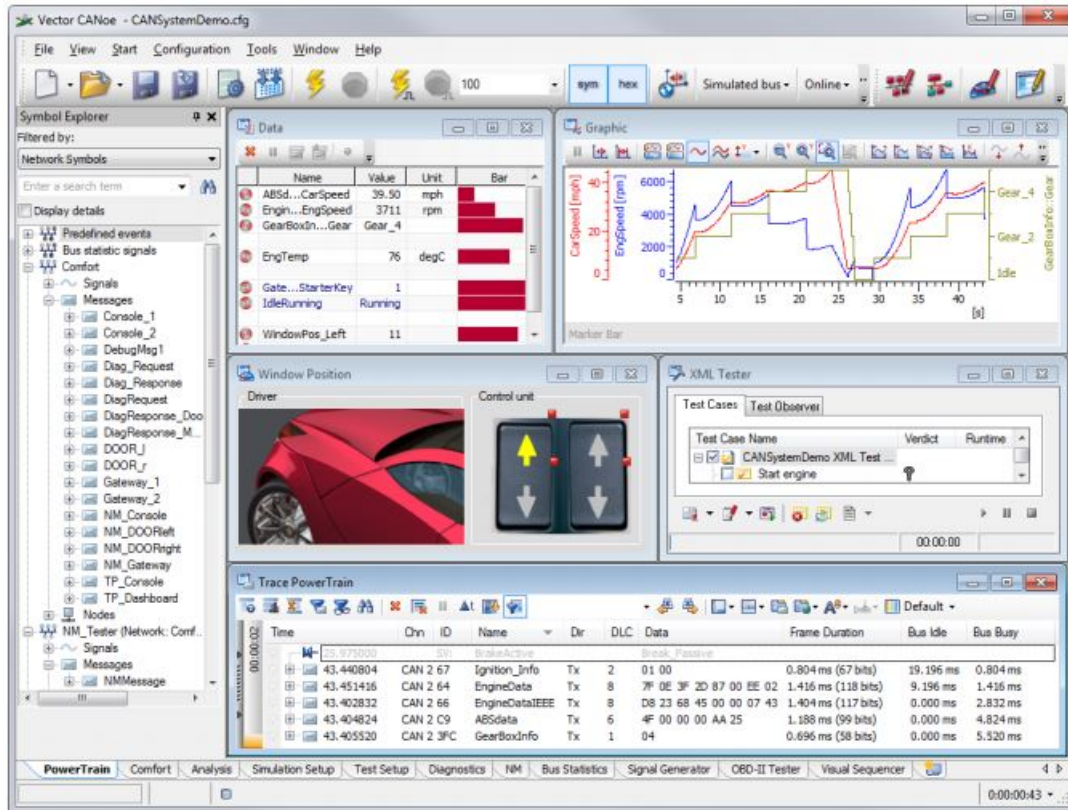 Vector CANoe - CANSystemDemo.cfg
File View Start Configuration Tools Window Help
100 sym hex Simulated bus Online
Symbol Explorer
Filtered by:
Network Symbols
Enter a search term
Display details
Predefined events
Bus statistic signals
Comfort
Signals
Messages
Console_1
Console_2
DebugMsg1
Diag_Request
Diag_Response
DiagRequest
DiagResponse_Doo
DiagResponse_M...
DOOR_l
DOOR_r
Gateway_1
Gateway_2
NM_Console
NM_DOORleft
NM_DOORright
NM_Gateway
TP_Console
TP_Dashboard
Nodes
NM_Tester (Network: Comf...
Signals
Messages
NMMessage
Data
Name Value Unit Bar
ABSd...CarSpeed 39.50 mph
Engin...EngSpeed 3711 rpm
GearBoxIn...Gear Gear_4
EngTemp 76 degC
Gate...StarterKey 1
IdleRunning Running
WindowPos_Left 11
Graphic
CarSpeed [mph]
40
20
0
EngSpeed [rpm]
6000
4000
2000
0
Gear_4
Gear_2
Idle
GearBoxInfo::Gear
5 10 15 20 25 30 35 40
[s]
Marker Bar
Window Position
Driver
Control unit
XML Tester
Test Cases Test Observer
Test Case Name Verdict Runtime
CANSystemDemo XML Test ...
Start engine
00:00:00
Trace PowerTrain
Default
00:00:02
Time Chn ID Name Dir DLC Data Frame Duration Bus Idle Bus Busy
25.975000 SV: BrakeActive Break_Passive
43.440804 CAN 2 67 Ignition_Info Tx 2 01 00 0.804 ms (67 bits) 19.196 ms 0.804 ms
43.451416 CAN 2 64 EngineData Tx 8 7F 0E 3F 2D 87 00 EE 02 1.416 ms (118 bits) 9.196 ms 1.416 ms
43.402832 CAN 2 66 EngineDataIEEE Tx 8 D8 23 68 45 00 00 07 43 1.404 ms (117 bits) 0.000 ms 2.832 ms
43.404824 CAN 2 C9 ABSdata Tx 6 4F 00 00 00 AA 25 1.188 ms (99 bits) 0.000 ms 4.824 ms
43.405520 CAN 2 3FC GearBoxInfo Tx 1 04 0.696 ms (58 bits) 0.000 ms 5.520 ms
PowerTrain Comfort Analysis Simulation Setup Test Setup Diagnostics NM Bus Statistics Signal Generator OBD-II Tester Visual Sequencer
0:00:00:43